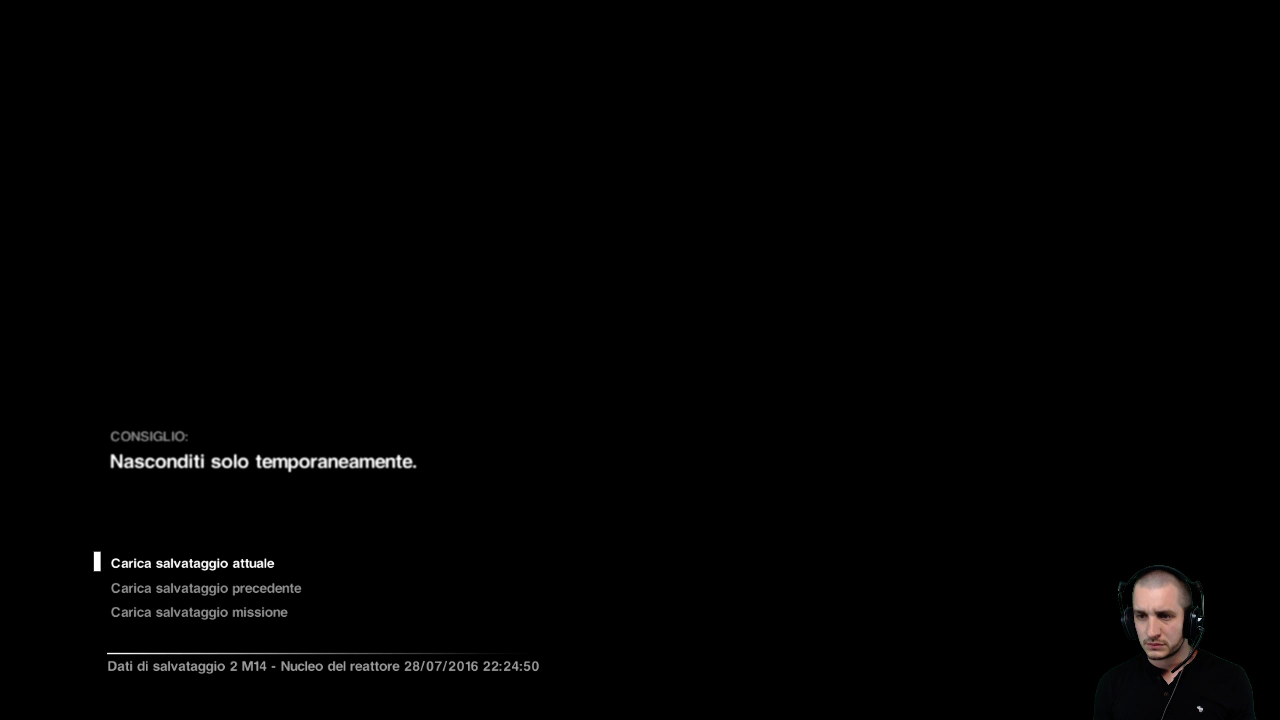 CONSIGLIO:
Nasconditi solo temporaneamente.
Carica salvataggio attuale
Carica salvataggio precedente
Carica salvataggio missione
Dati di salvataggio 2 M14 - Nucleo del reattore 28/07/2016 22:24:50